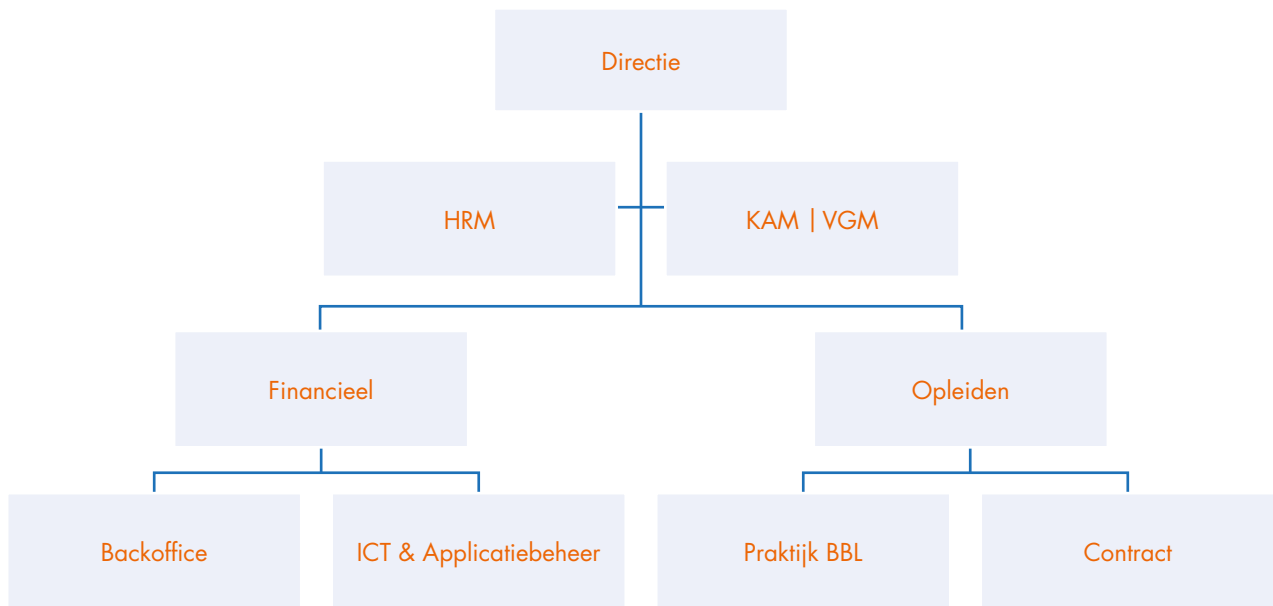 Directie
HRM
KAM | VGM
Financieel
Opleiden
Backoffice
ICT & Applicatiebeheer
Praktijk BBL
Contract